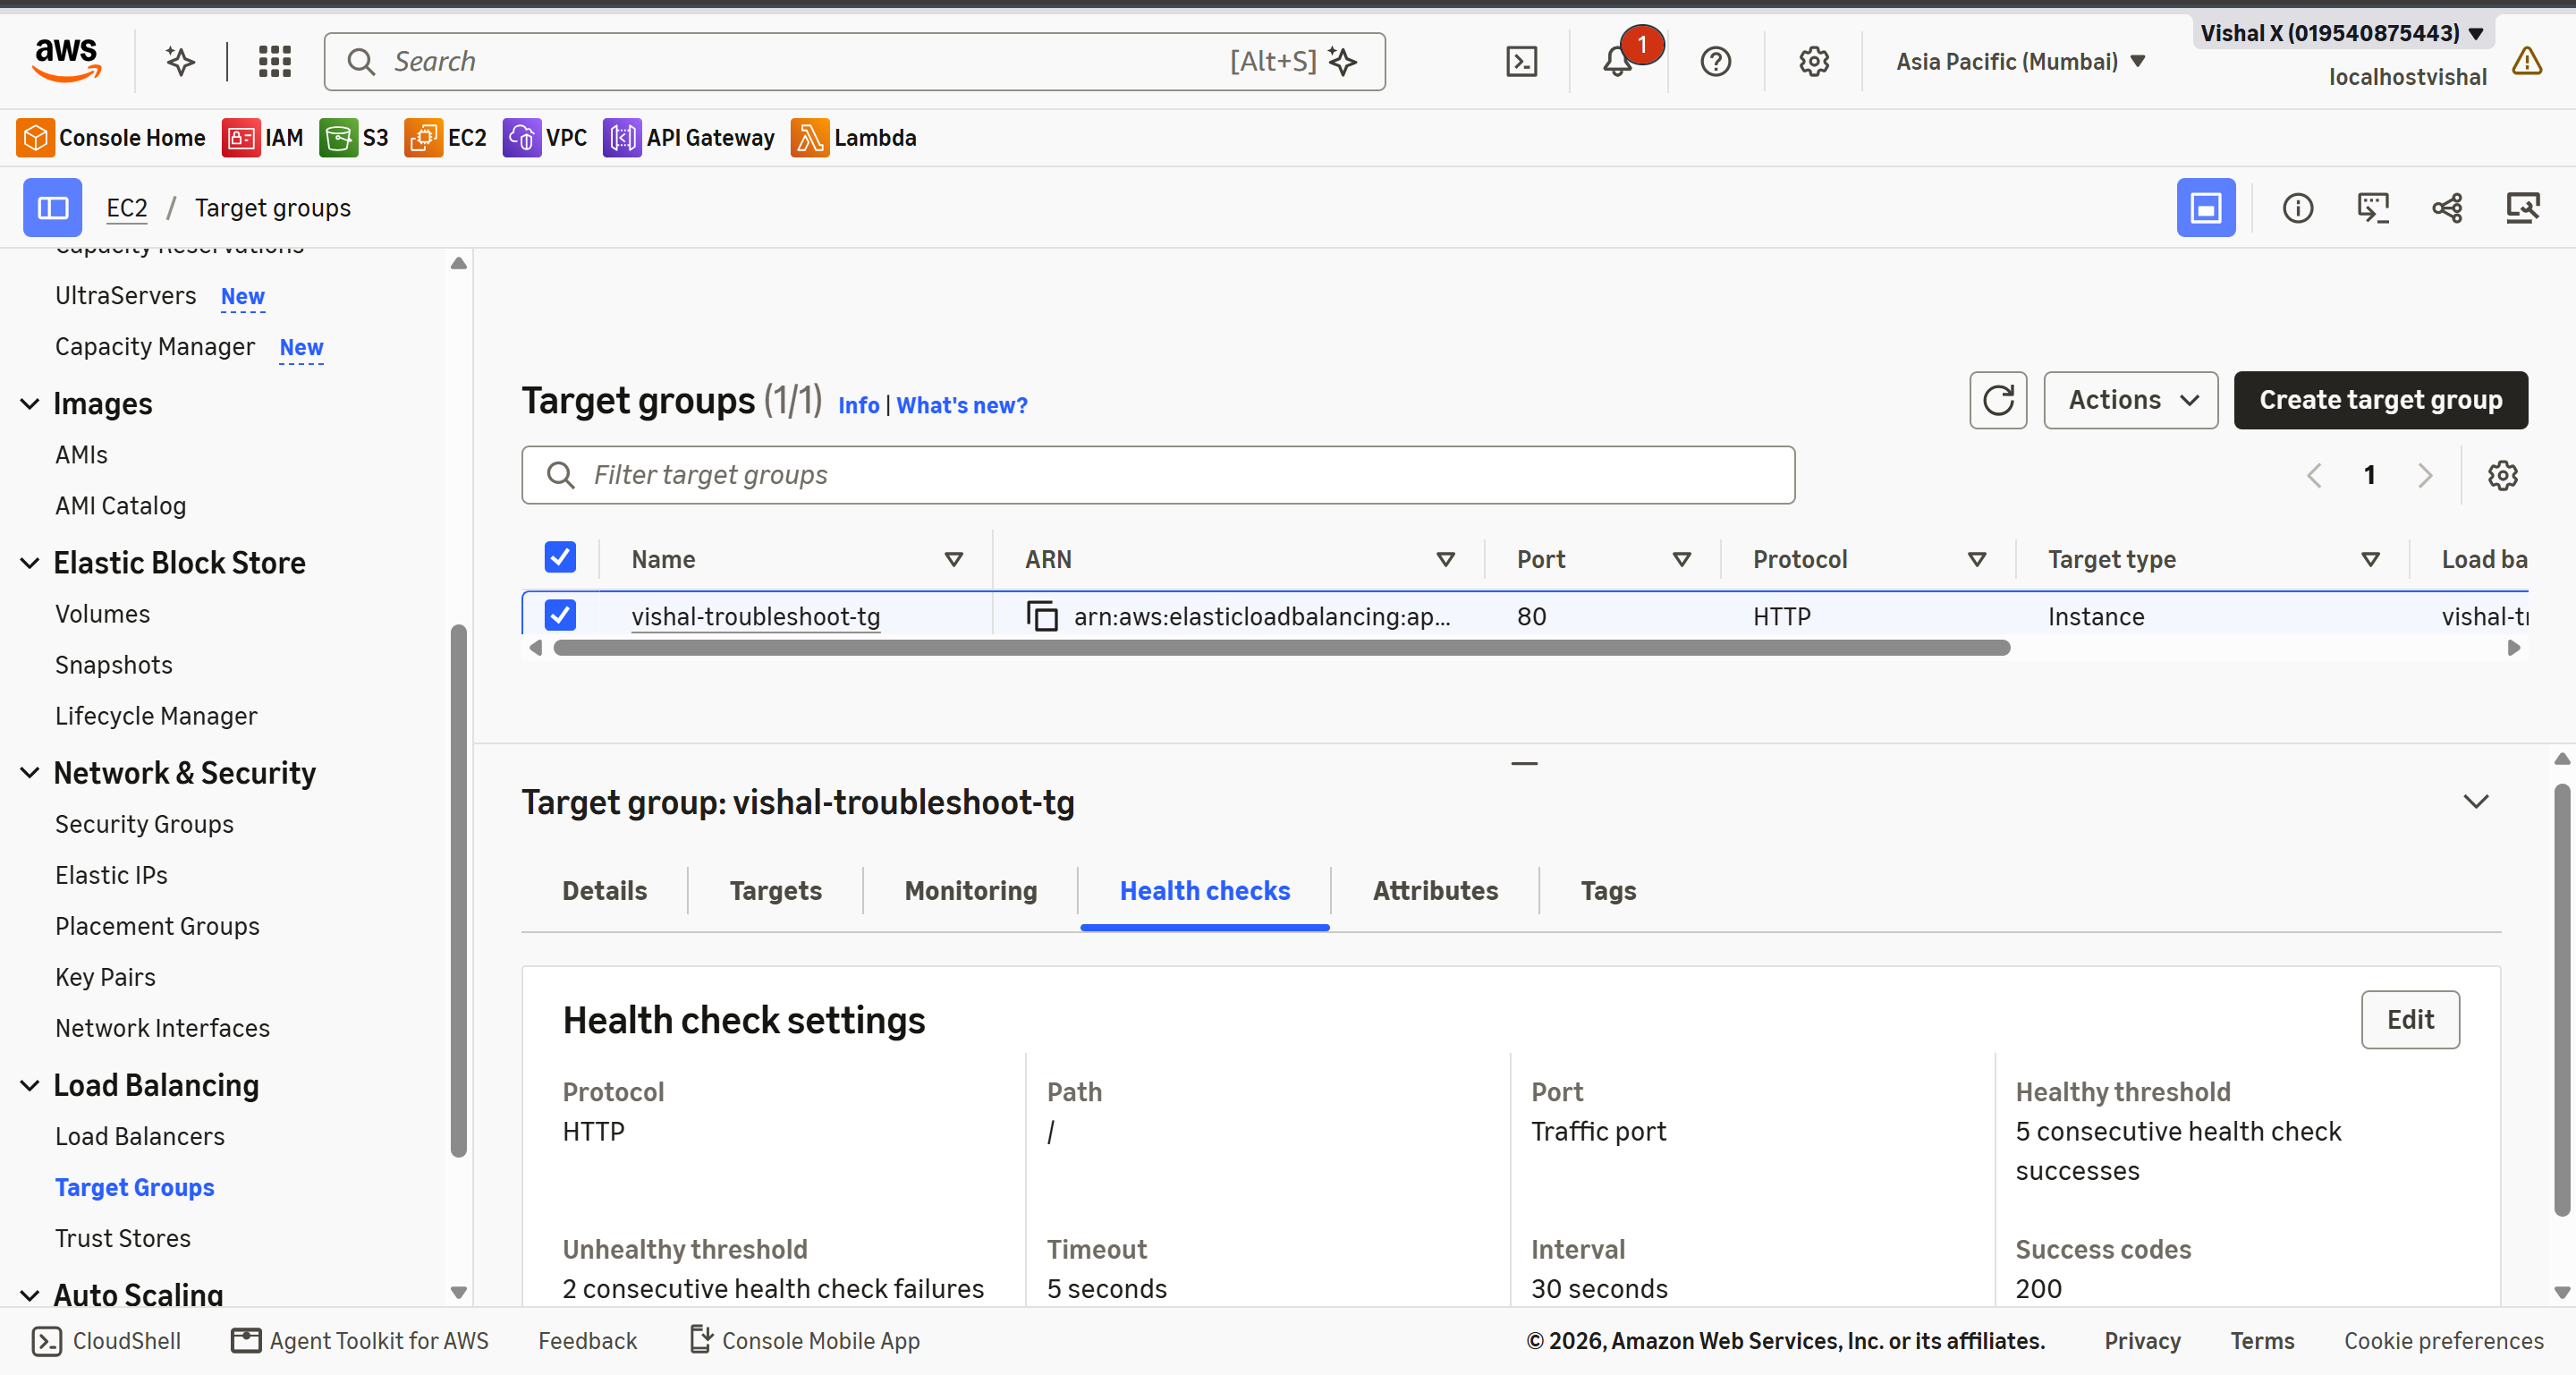 aws
Search
[Alt+S]
1
Asia Pacific (Mumbai)
Vishal X (019540875443)
localhostvishal
Console Home
IAM
S3
EC2
VPC
API Gateway
Lambda
EC2 / Target groups
Capacity Reservations
UltraServers New
Capacity Manager New
Images
AMIs
AMI Catalog
Elastic Block Store
Volumes
Snapshots
Lifecycle Manager
Network & Security
Security Groups
Elastic IPs
Placement Groups
Key Pairs
Network Interfaces
Load Balancing
Load Balancers
Target Groups
Trust Stores
Auto Scaling
Target groups (1/1) Info | What's new?
Actions
Create target group
Filter target groups
1
Name ARN Port Protocol Target type Load ba
vishal-troubleshoot-tg arn:aws:elasticloadbalancing:ap... 80 HTTP Instance vishal-tr
Target group: vishal-troubleshoot-tg
Details Targets Monitoring Health checks Attributes Tags
Health check settings
Edit
Protocol
HTTP
Path
/
Port
Traffic port
Healthy threshold
5 consecutive health check
successes
Unhealthy threshold
2 consecutive health check failures
Timeout
5 seconds
Interval
30 seconds
Success codes
200
CloudShell
Agent Toolkit for AWS
Feedback
Console Mobile App
© 2026, Amazon Web Services, Inc. or its affiliates.
Privacy
Terms
Cookie preferences